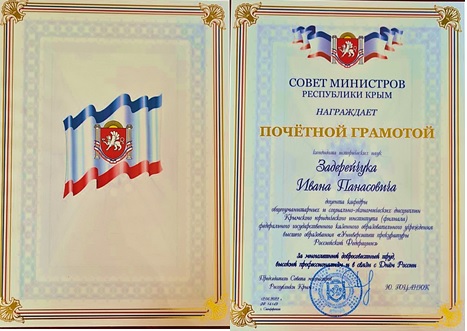 СОВЕТ МИНИСТРОВ
РЕСПУБЛИКИ КРЫМ
НАГРАЖДАЕТ
ПОЧЁТНОЙ ГРАМОТОЙ
кандидата исторических наук
Задерейчука
Ивана Панасовича
доцента кафедры
общегуманитарных и социально-экономических дисциплин
Крымского юридического института (филиала)
федерального государственного казенного образовательного учреждения
высшего образования «Университет прокуратуры
Российской Федерации»
За многолетний добросовестный труд,
высокий профессионализм и в связи с Днём России
Председатель Совета министров
Республики Крым
Ю. ГОЦАНЮК
г. Симферополь